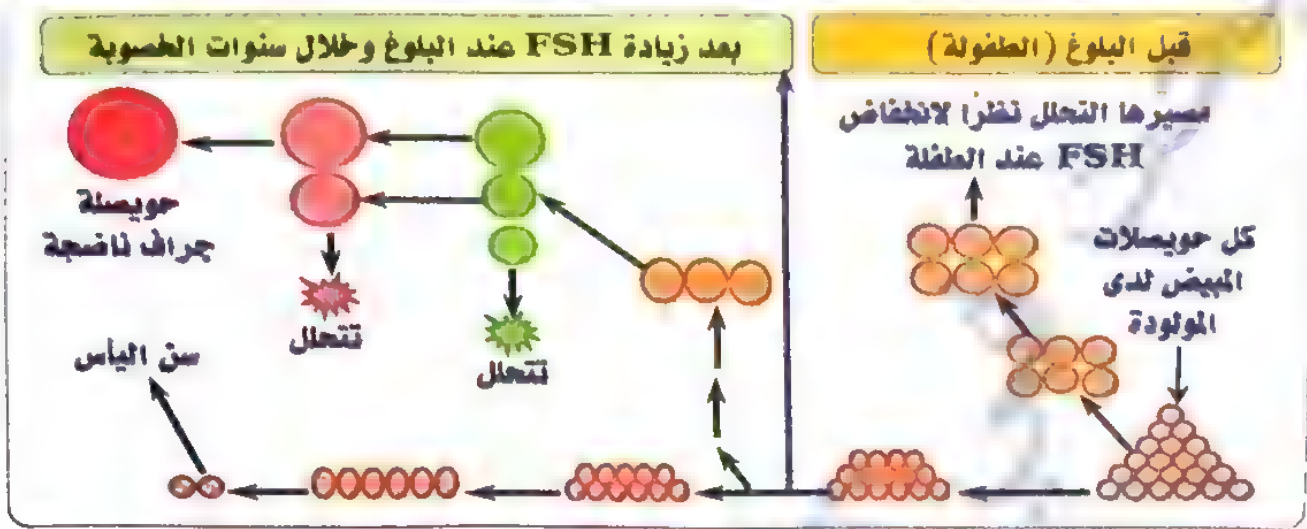 قبل البلوغ (الطفولة)
مصيرها التحلل نظرا لانخفاض
FSH عند الطفلة
كل حويصلات
المبيض لدى
المولودة
بعد زيادة FSH عند البلوغ وخلال سنوات الخصوبة
حويصلة
جراف ناضجة
تتحلل
تتحلل
سن اليأس